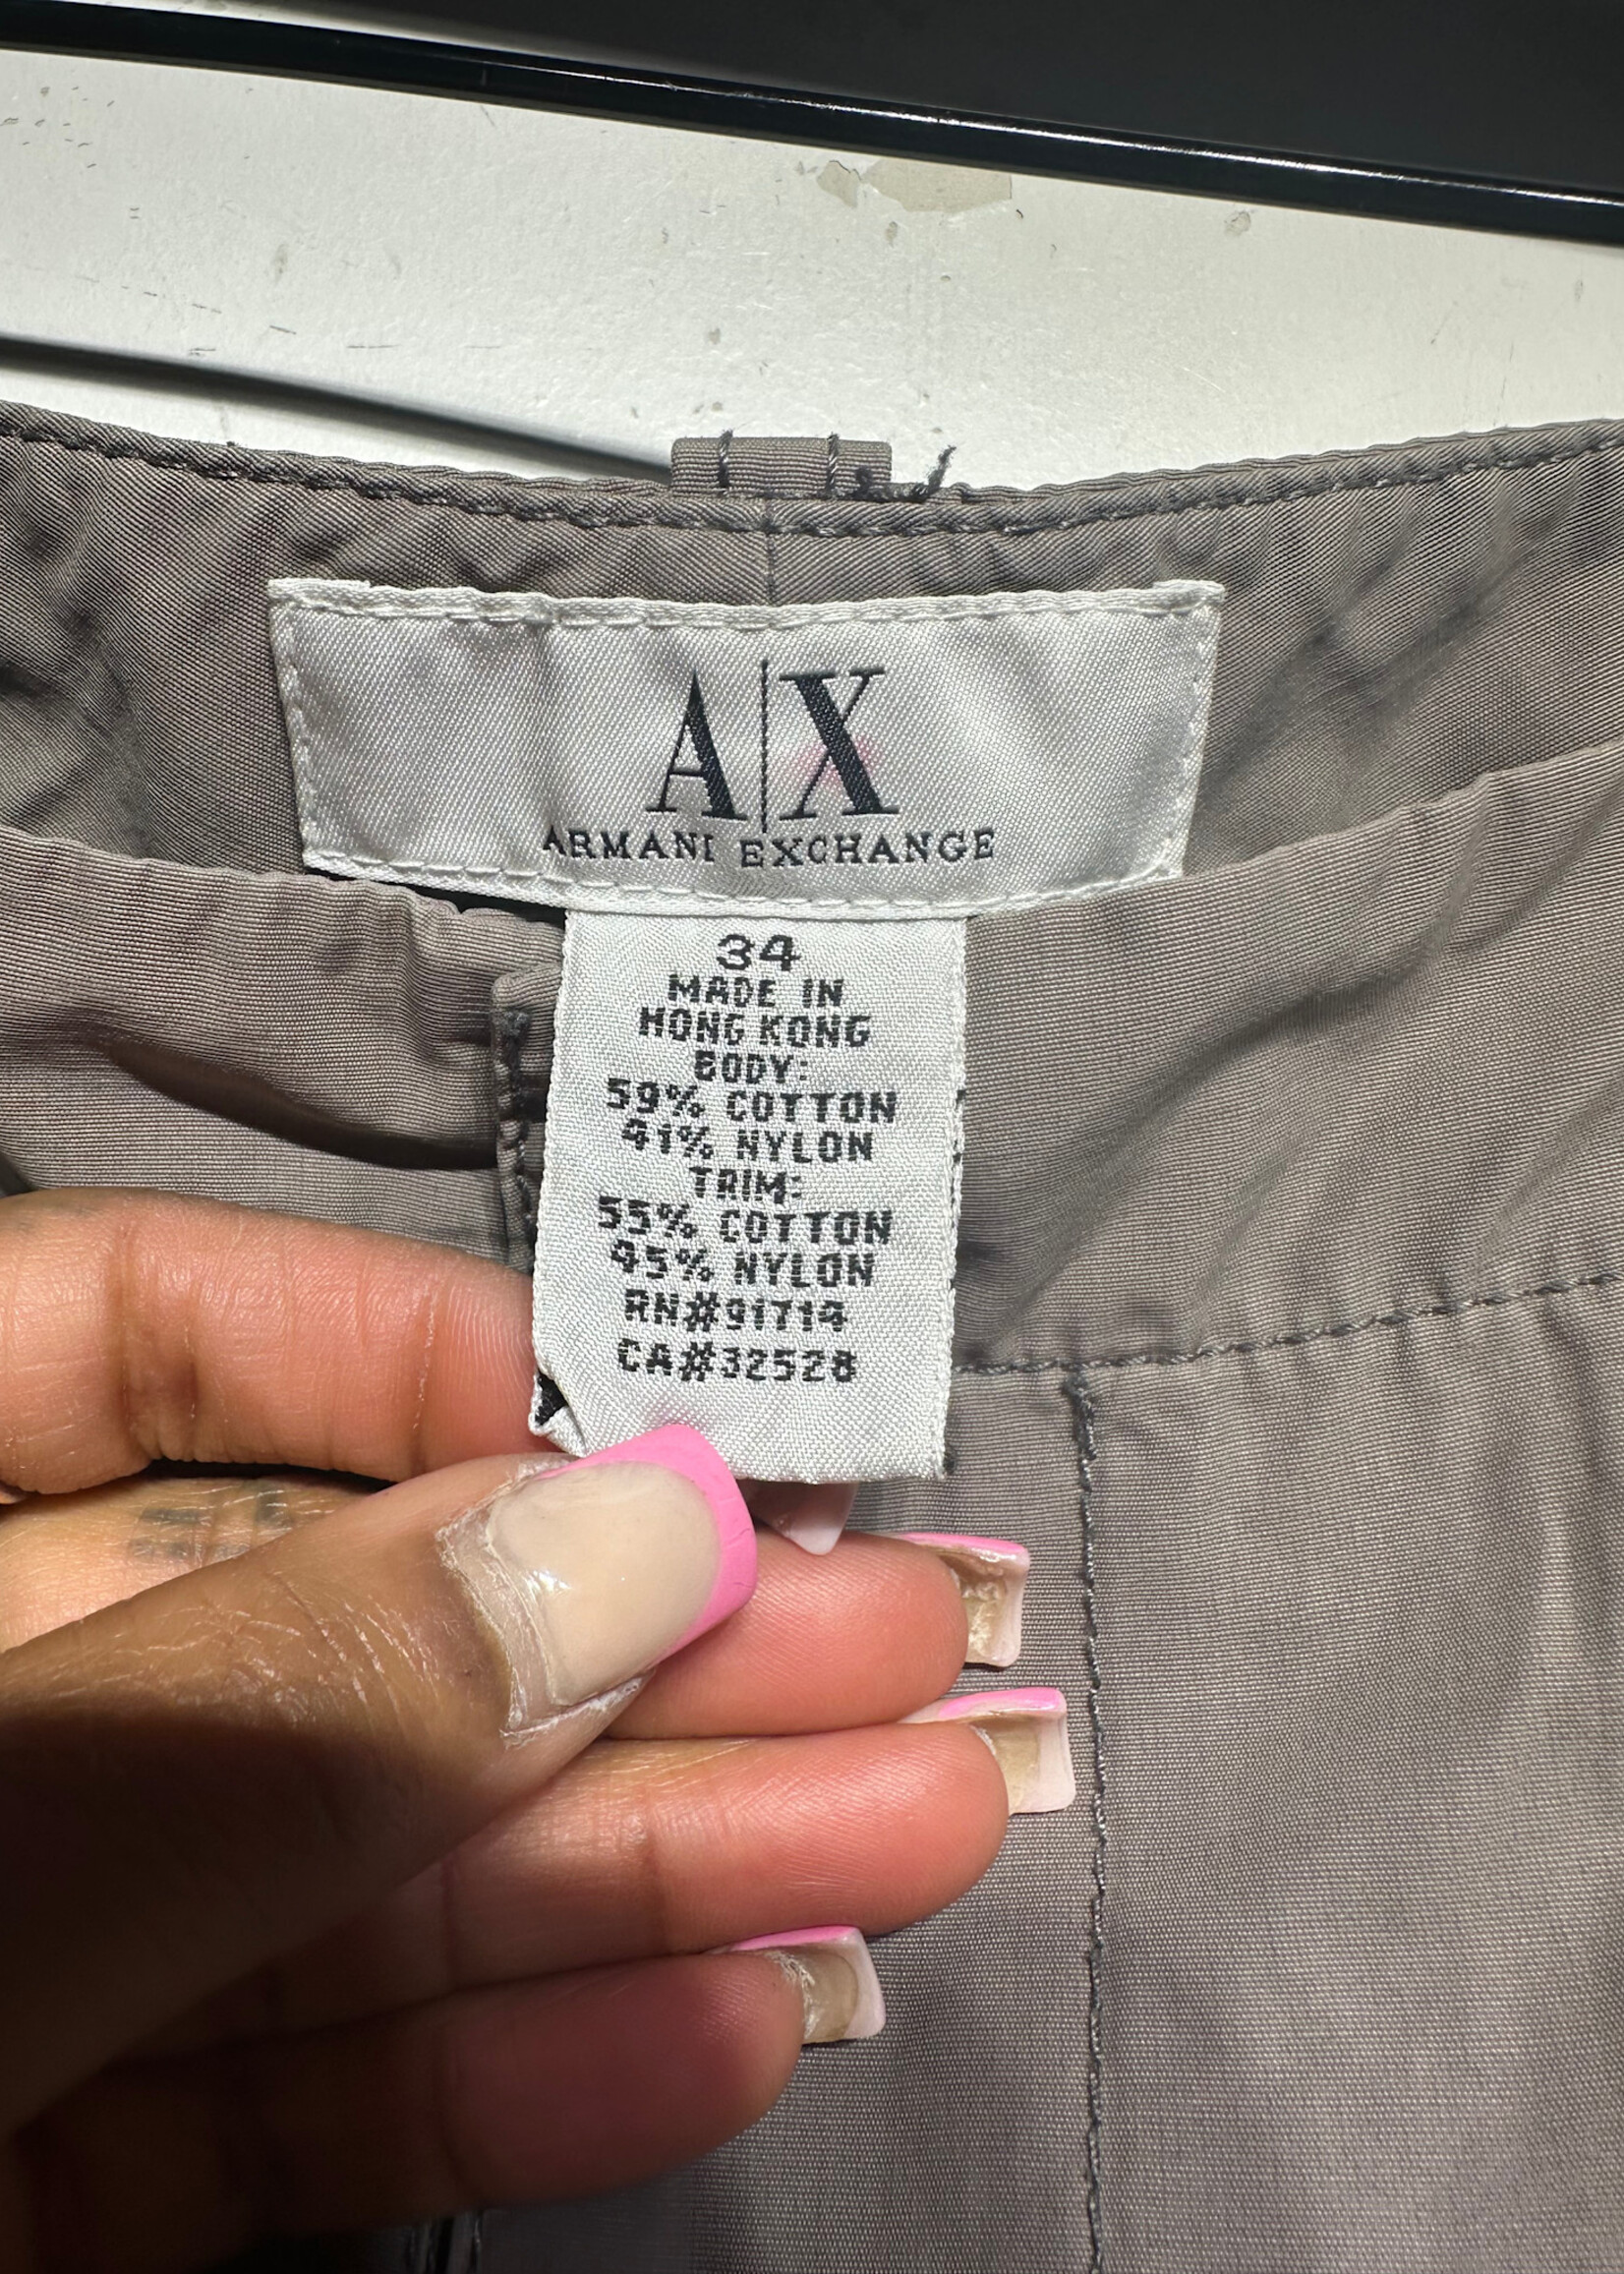 A|X
ARMANI EXCHANGE
34
MADE IN
HONG KONG
BODY:
59% COTTON
41% NYLON
TRIM:
55% COTTON
45% NYLON
RN#91714
CA#32528